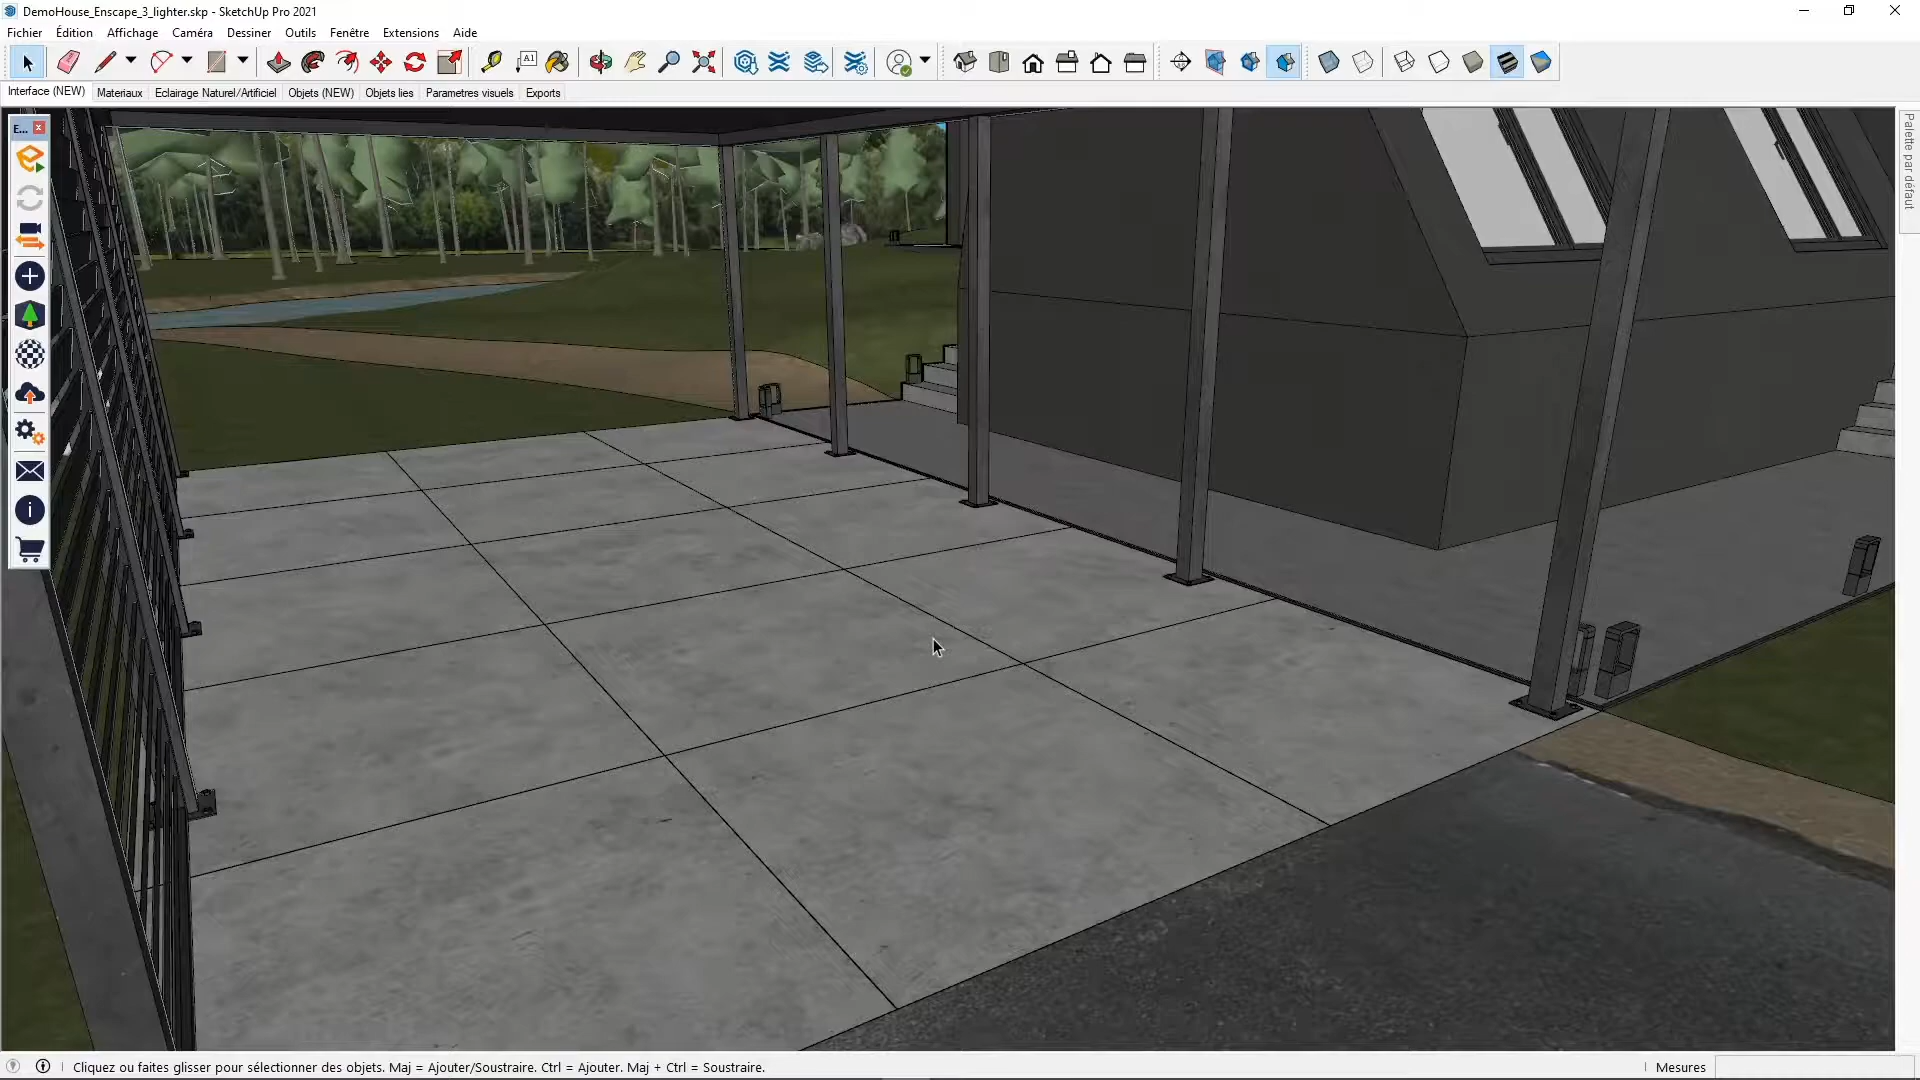 DemoHouse_Enscape_3_lighter.skp - SketchUp Pro 2021
Fichier Édition Affichage Caméra Dessiner Outils Fenêtre Extensions Aide
A1
Interface (NEW) Materiaux Eclairage Naturel/Artificiel Objets (NEW) Objets lies Parametres visuels Exports
E...
Palette par défaut
Cliquez ou faites glisser pour sélectionner des objets. Maj = Ajouter/Soustraire. Ctrl = Ajouter. Maj + Ctrl = Soustraire.
Mesures